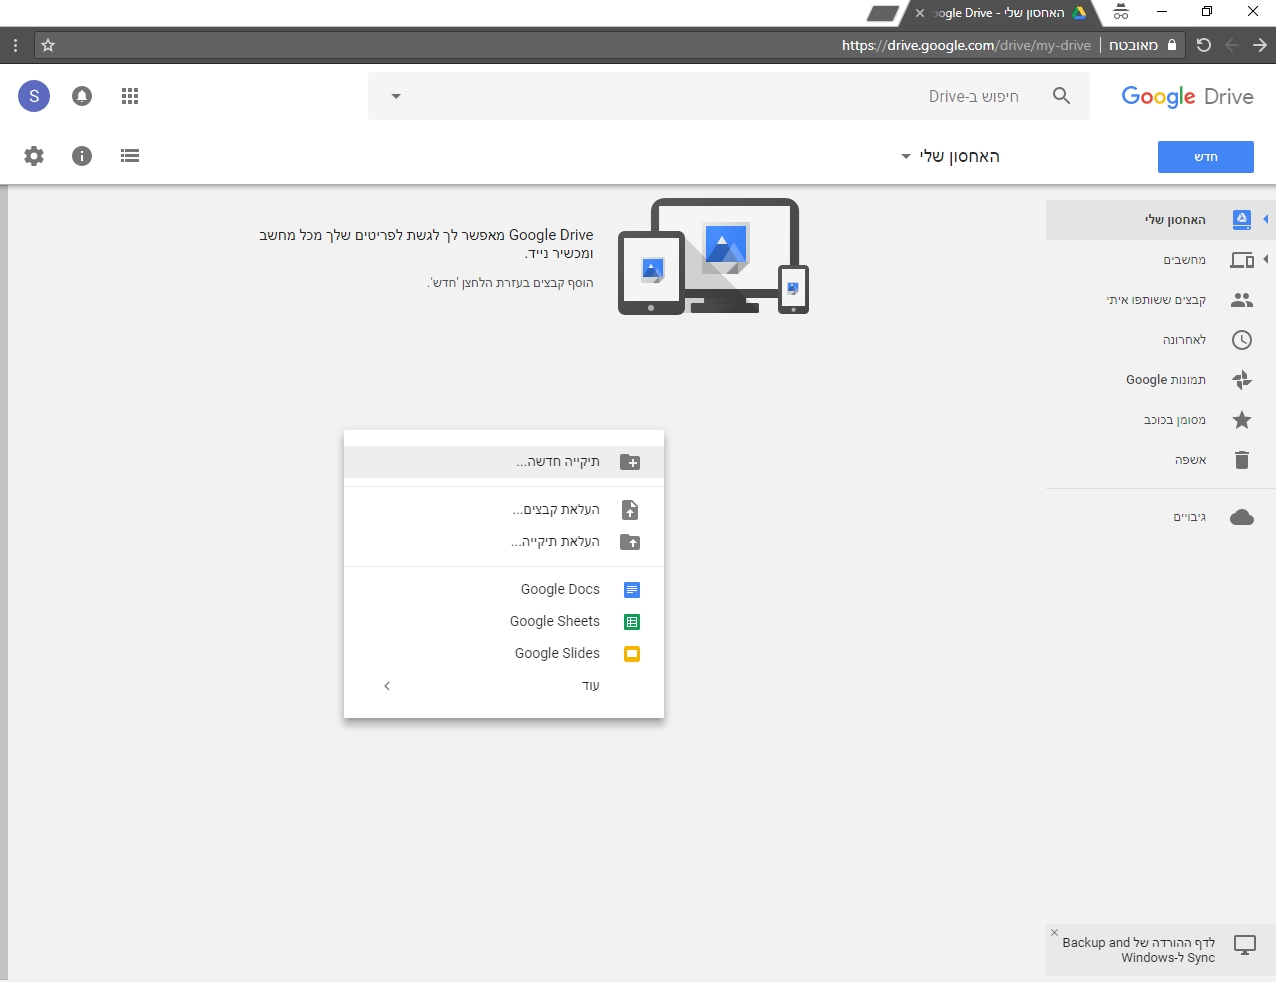 האחסון שלי - oogle Drive
https://drive.google.com/drive/my-drive | מאובטח
Google Drive
חיפוש ב-Drive
S
חדש
האחסון שלי
האחסון שלי
מחשבים
קבצים ששותפו איתי
לאחרונה
תמונות Google
מסומן בכוכב
אשפה
גיבויים
Google Drive מאפשר לך לגשת לפריטים שלך מכל מחשב
ומכשיר נייד.
הוסף קבצים בעזרת הלחצן 'חדש'.
תיקייה חדשה...
העלאת קבצים...
העלאת תיקייה...
Google Docs
Google Sheets
Google Slides
עוד
לדף ההורדה של Backup and
Sync ל-Windows